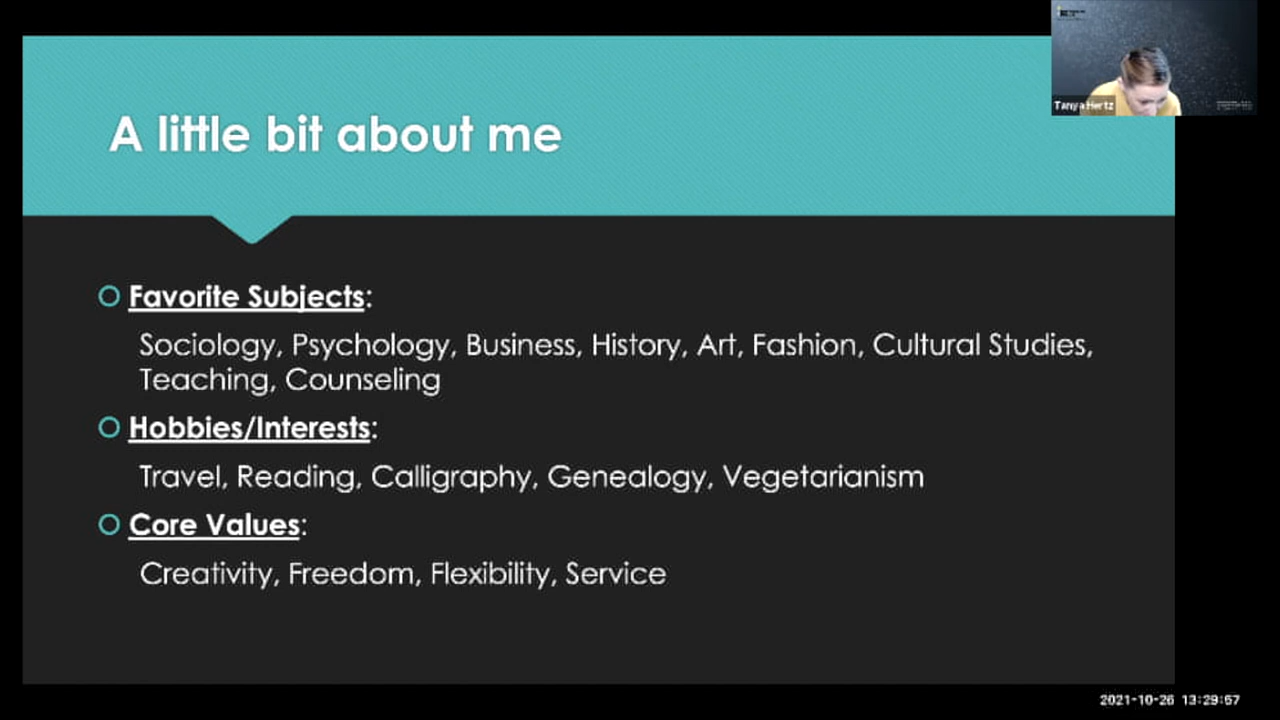 Tanya Hertz
A little bit about me
Favorite Subjects:
Sociology, Psychology, Business, History, Art, Fashion, Cultural Studies,
Teaching, Counseling
Hobbies/Interests:
Travel, Reading, Calligraphy, Genealogy, Vegetarianism
Core Values:
Creativity, Freedom, Flexibility, Service
2021-10-26 13:29:57